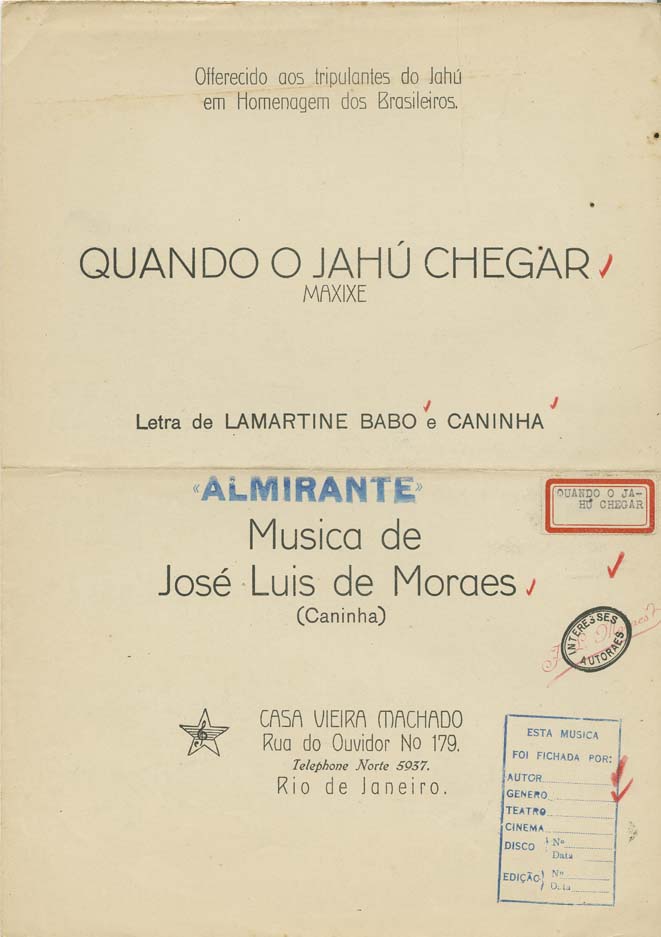 Offerecido aos tripulantes do Jahú
em Homenagem dos Brasileiros.
QUANDO O JAHÚ CHEGAR
MAXIXE
Letra de LAMARTINE BABO e CANINHA
«ALMIRANTE»
QUANDO O JA-
HÚ CHEGAR
Musica de
José Luis de Moraes
(Caninha)
INTERESSES
AUTORAES
CASA VIEIRA MACHADO
Rua do Ouvidor Nº 179.
Telephone Norte 5937.
Rio de Janeiro.
ESTA MUSICA
FOI FICHADA POR:
AUTOR
GENERO
TEATRO
CINEMA
DISCO Nº
Data
EDIÇÃO Nº
Data